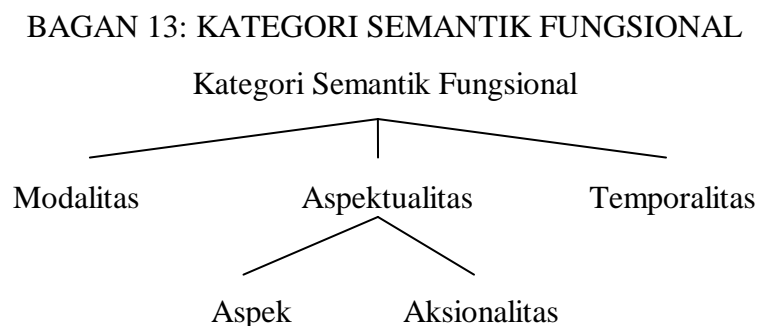 BAGAN 13: KATEGORI SEMANTIK FUNGSIONAL
Kategori Semantik Fungsional
Modalitas Aspektualitas Temporalitas
Aspek Aksionalitas